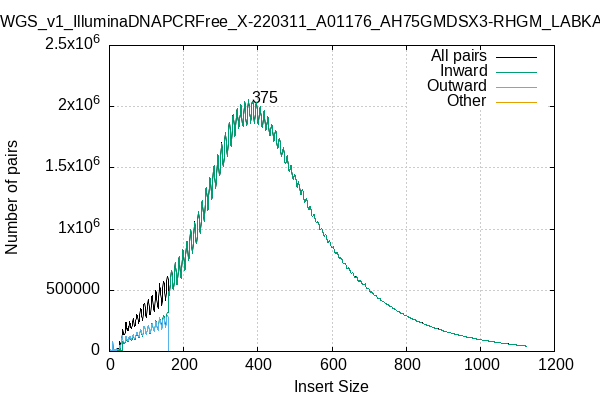 WGS_v1_IlluminaDNAPCRFree_X-220311_A01176_AH75GMDSX3-RHGM_LABKA
2.5x10⁶
2x10⁶
1.5x10⁶
1x10⁶
500000
0
Number of pairs
All pairs
Inward
Outward
Other
375
0 200 400 600 800 1000 1200
Insert Size